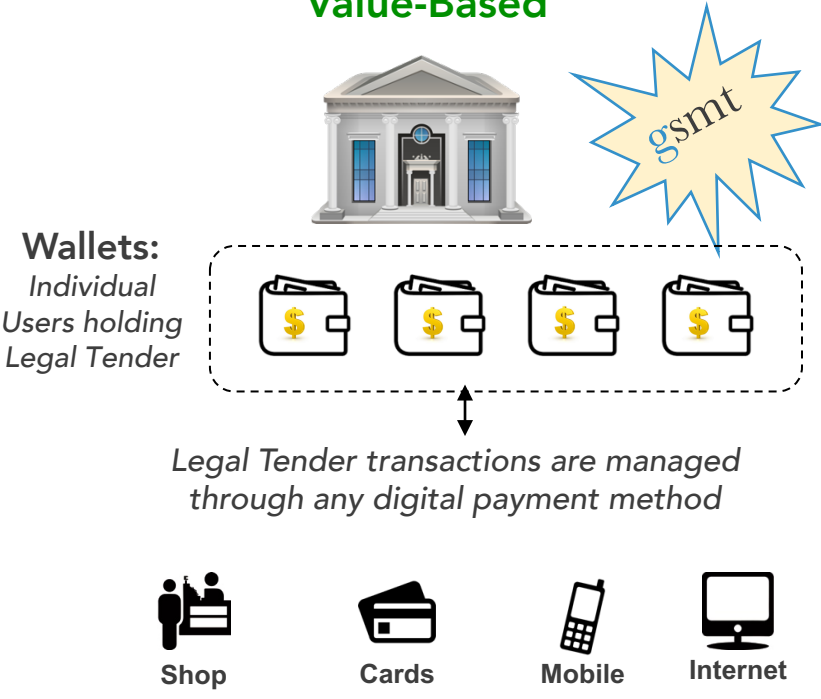 Value-Based
gsmt
Wallets:
Individual
Users holding
Legal Tender
$ $ $ $
Legal Tender transactions are managed
through any digital payment method
Shop Cards Mobile Internet